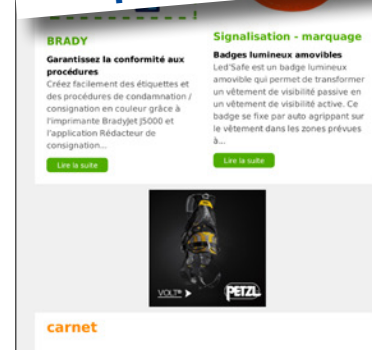 BRADY
Garantissez la conformité aux
procédures
Créez facilement des étiquettes et
des procédures de condamnation /
consignation en couleur grâce à
l'imprimante BradyJet J5000 et
l'application Rédacteur de
consignation...
Lire la suite
Signalisation - marquage
Badges lumineux amovibles
Led'Safe est un badge lumineux
amovible qui permet de transformer
un vêtement de visibilité passive en
un vêtement de visibilité active. Ce
badge se fixe par auto agrippant sur
le vêtement dans les zones prévues
à...
Lire la suite
VOLT®
PETZL
carnet